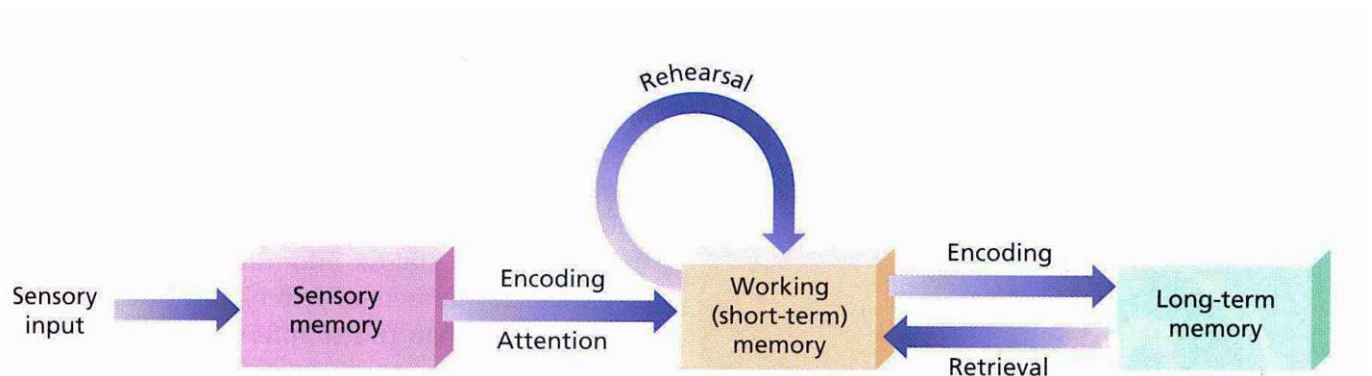 Rehearsal
Sensory
input
Sensory
memory
Encoding
Attention
Working
(short-term)
memory
Encoding
Retrieval
Long-term
memory